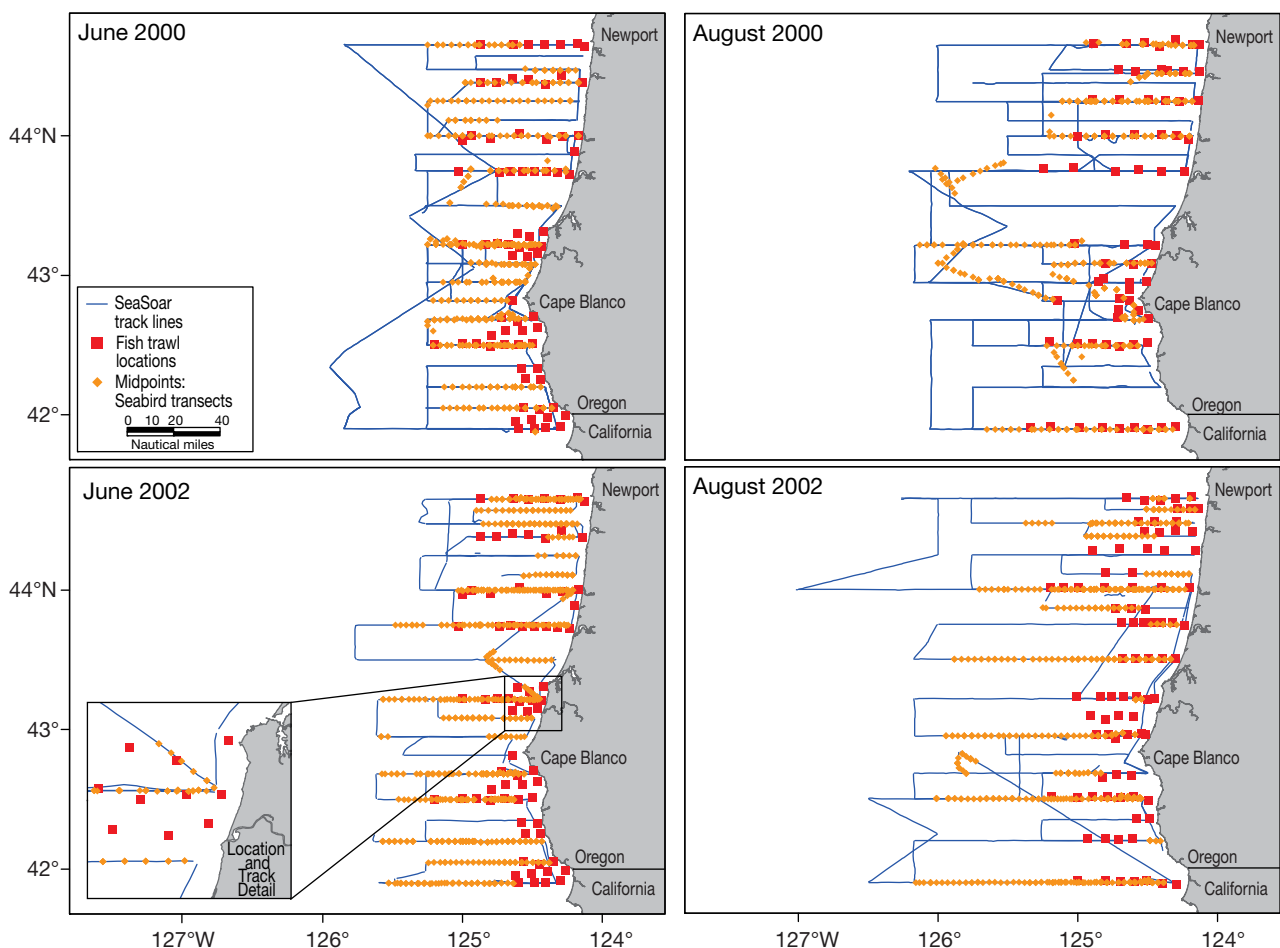 June 2000
Newport
44°N
43°
Cape Blanco
42°
Oregon
California
SeaSoar
track lines
Fish trawl
locations
Midpoints:
Seabird transects
0 10 20 40
Nautical miles
August 2000
Newport
Cape Blanco
Oregon
California
June 2002
Newport
44°N
43°
Cape Blanco
42°
Oregon
California
Location
and
Track
Detail
127°W
126°
125°
124°
August 2002
Newport
Cape Blanco
Oregon
California
127°W
126°
125°
124°